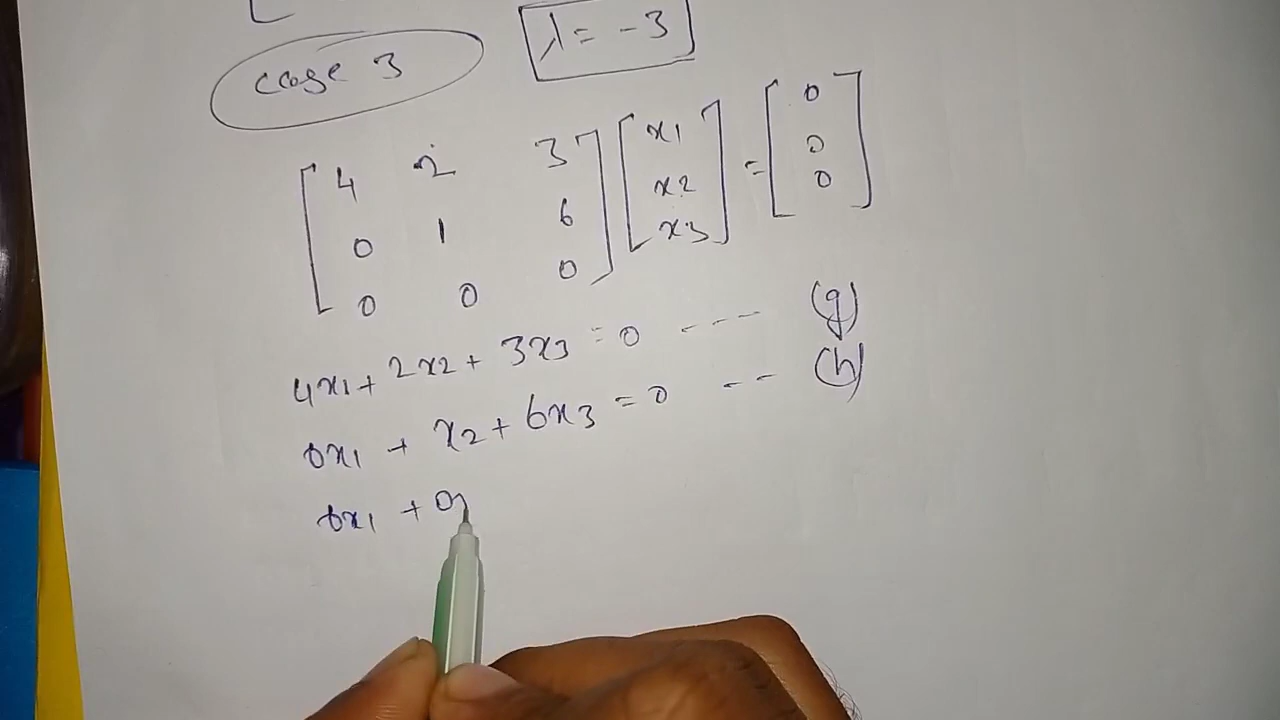 case 3 λ = -3
[ 4 2 3 ] [ x1 ] = [ 0 ]
[ 0 1 6 ] [ x2 ] [ 0 ]
[ 0 0 0 ] [ x3 ] [ 0 ]
4x1 + 2x2 + 3x3 = 0 --- (g)
0x1 + x2 + 6x3 = 0 -- (h)
0x1 + 0